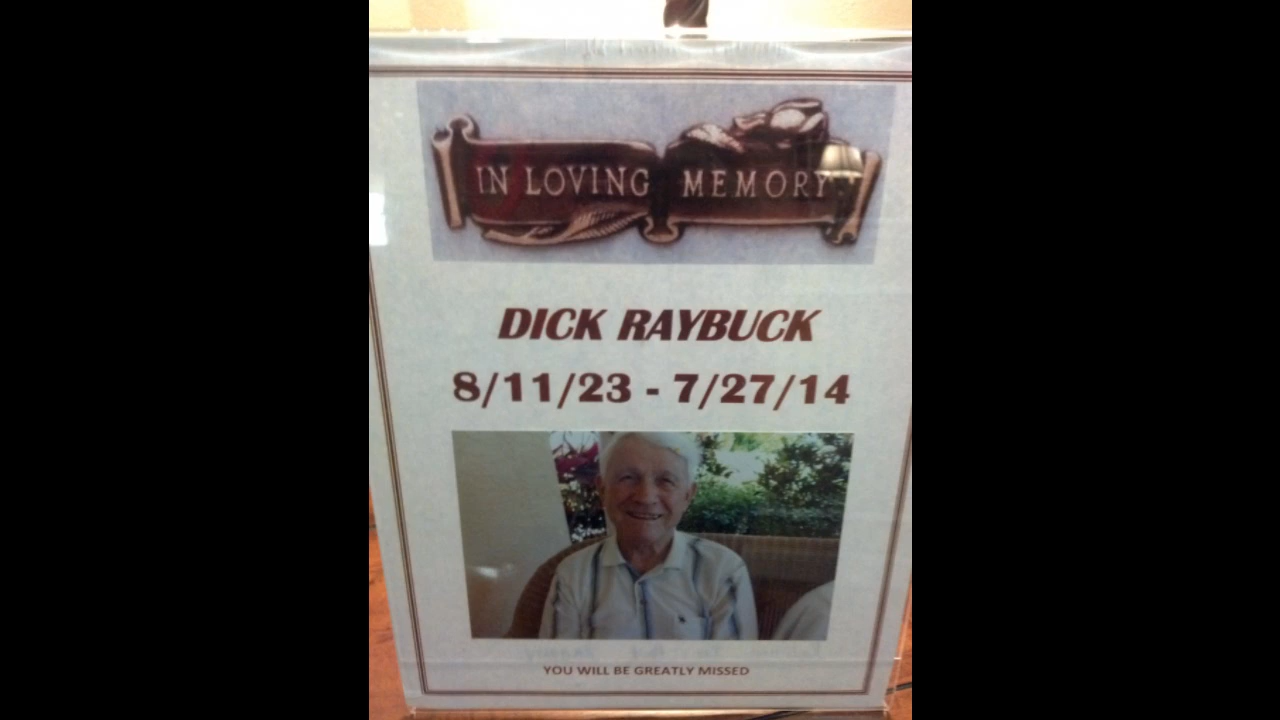 IN LOVING MEMORY
DICK RAYBUCK
8/11/23 - 7/27/14
YOU WILL BE GREATLY MISSED